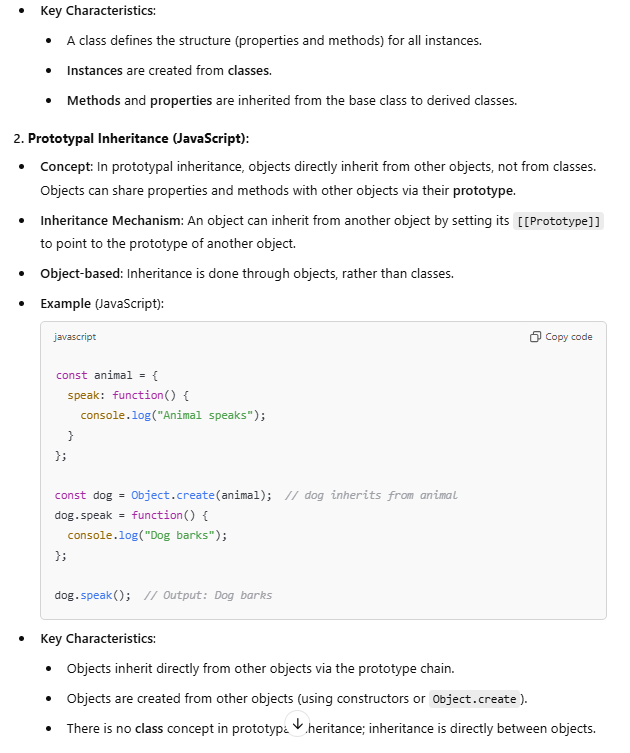 Key Characteristics:
A class defines the structure (properties and methods) for all instances.
Instances are created from classes.
Methods and properties are inherited from the base class to derived classes.
2. Prototypal Inheritance (JavaScript):
Concept: In prototypal inheritance, objects directly inherit from other objects, not from classes.
Objects can share properties and methods with other objects via their prototype.
Inheritance Mechanism: An object can inherit from another object by setting its [[Prototype]]
to point to the prototype of another object.
Object-based: Inheritance is done through objects, rather than classes.
Example (JavaScript):
javascript Copy code
const animal = {
speak: function() {
console.log("Animal speaks");
}
};
const dog = Object.create(animal); // dog inherits from animal
dog.speak = function() {
console.log("Dog barks");
};
dog.speak(); // Output: Dog barks
Key Characteristics:
Objects inherit directly from other objects via the prototype chain.
Objects are created from other objects (using constructors or Object.create).
There is no class concept in inheritance; inheritance is directly between objects.